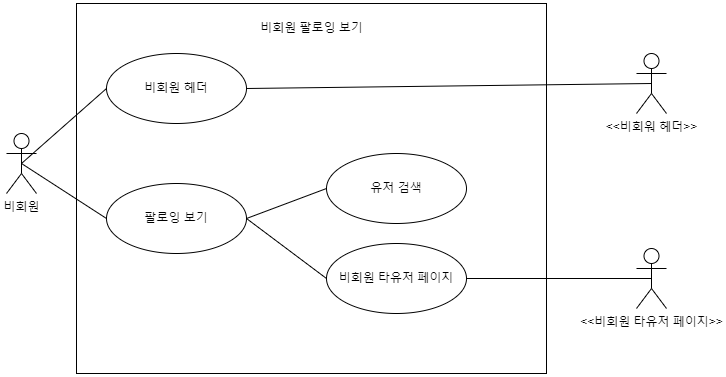 비회원 팔로잉 보기
비회원 헤더
<<비회워 헤더>>
비회원
팔로잉 보기
유저 검색
비회원 타유저 페이지
<<비회원 타유저 페이지>>